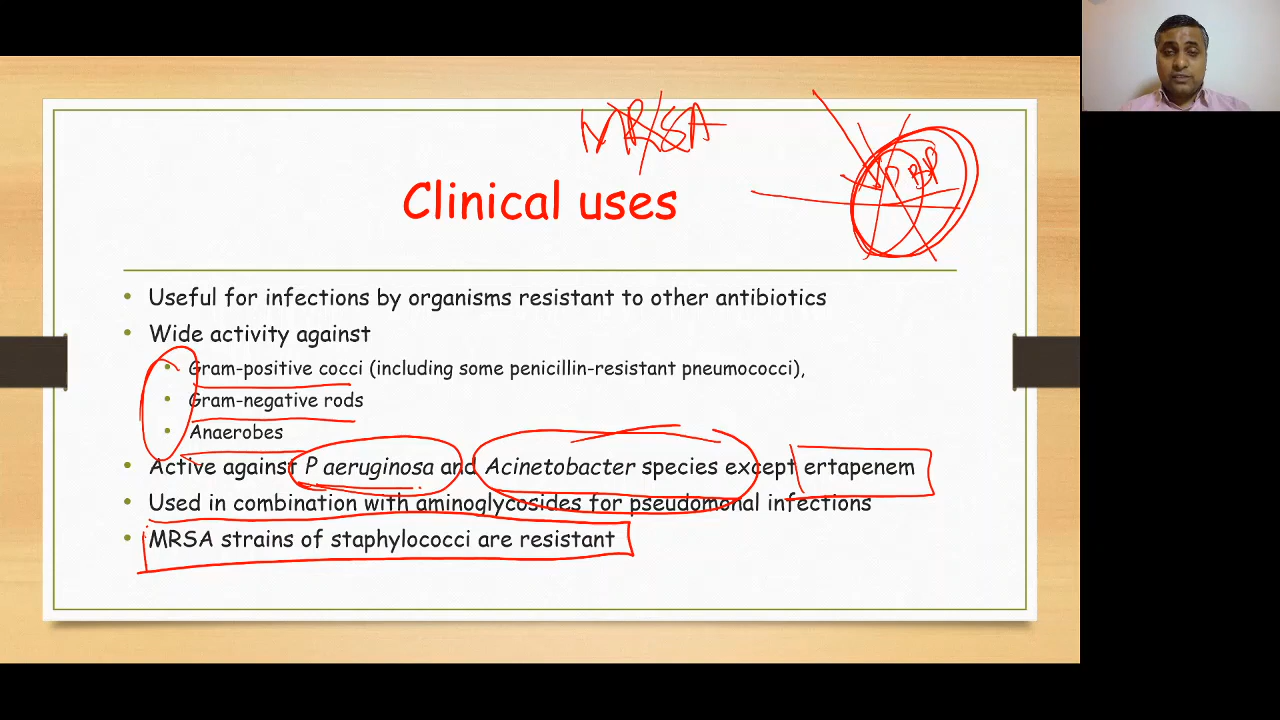 MRSA
BP
Clinical uses
• Useful for infections by organisms resistant to other antibiotics
• Wide activity against
• Gram-positive cocci (including some penicillin-resistant pneumococci),
• Gram-negative rods
• Anaerobes
• Active against P aeruginosa and Acinetobacter species except ertapenem
• Used in combination with aminoglycosides for pseudomonal infections
• MRSA strains of staphylococci are resistant